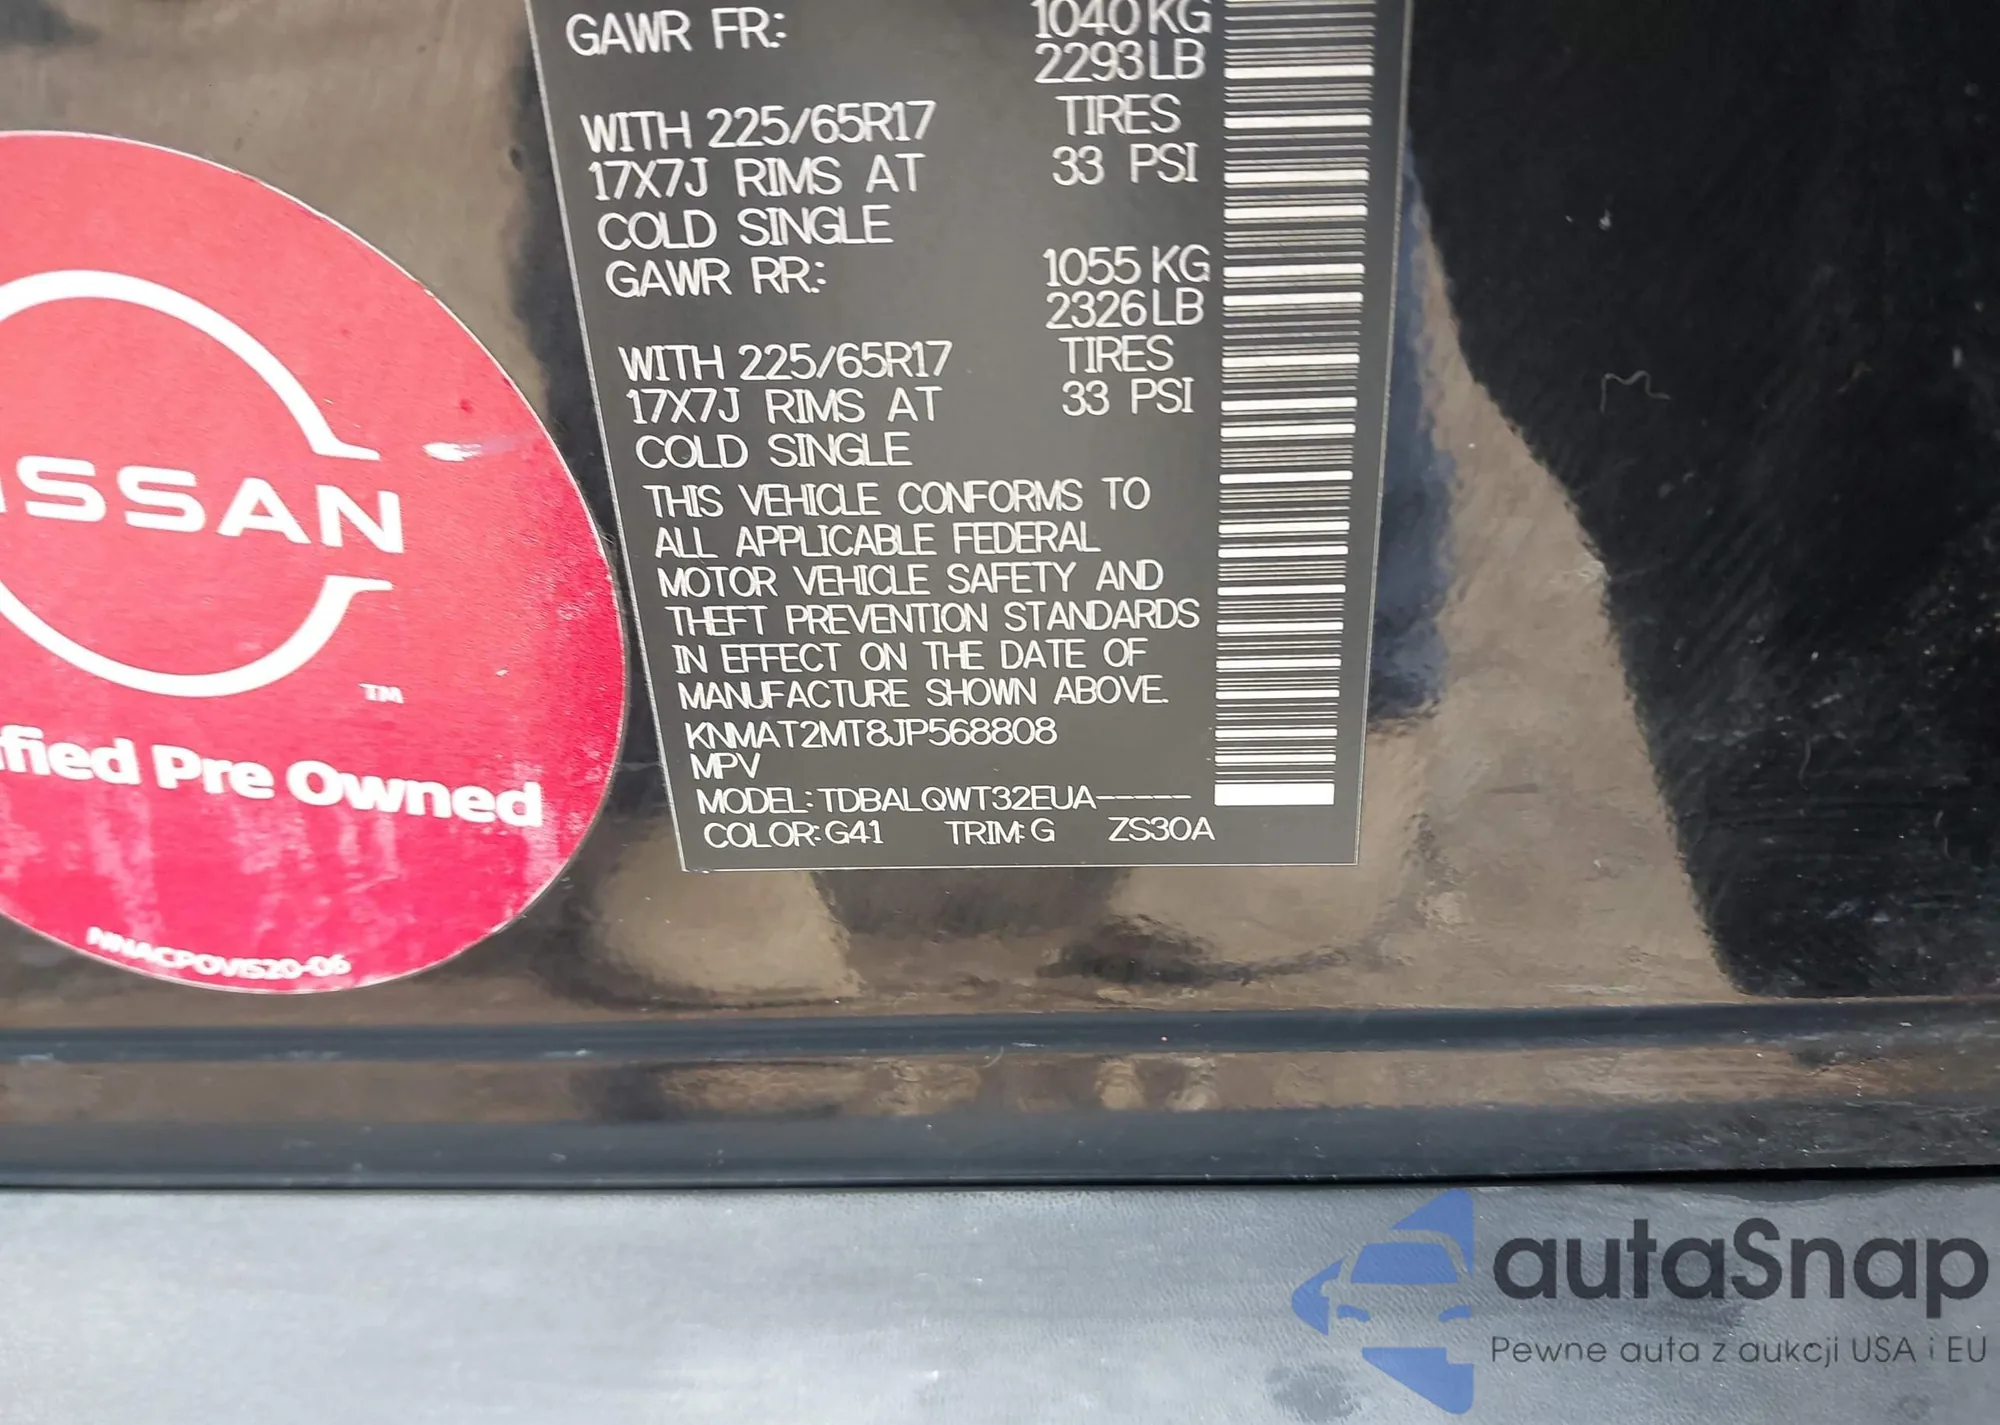 GAWR FR.: 1040 KG
2293 LB
WITH 225/65R17 TIRES
17X7J RIMS AT 33 PSI
COLD SINGLE
GAWR RR.: 1055 KG
2326 LB
WITH 225/65R17 TIRES
17X7J RIMS AT 33 PSI
COLD SINGLE
THIS VEHICLE CONFORMS TO
ALL APPLICABLE FEDERAL
MOTOR VEHICLE SAFETY AND
THEFT PREVENTION STANDARDS
IN EFFECT ON THE DATE OF
MANUFACTURE SHOWN ABOVE.
KNMAT2MT8JP568808
MPV
MODEL: TDBALQWT32EUA-----
COLOR: G41 TRIM: G ZS30A
ISSAN
TM
ified Pre Owned
NNACPOVIS20-06
autaSnap
Pewne auta z aukcji USA i EU